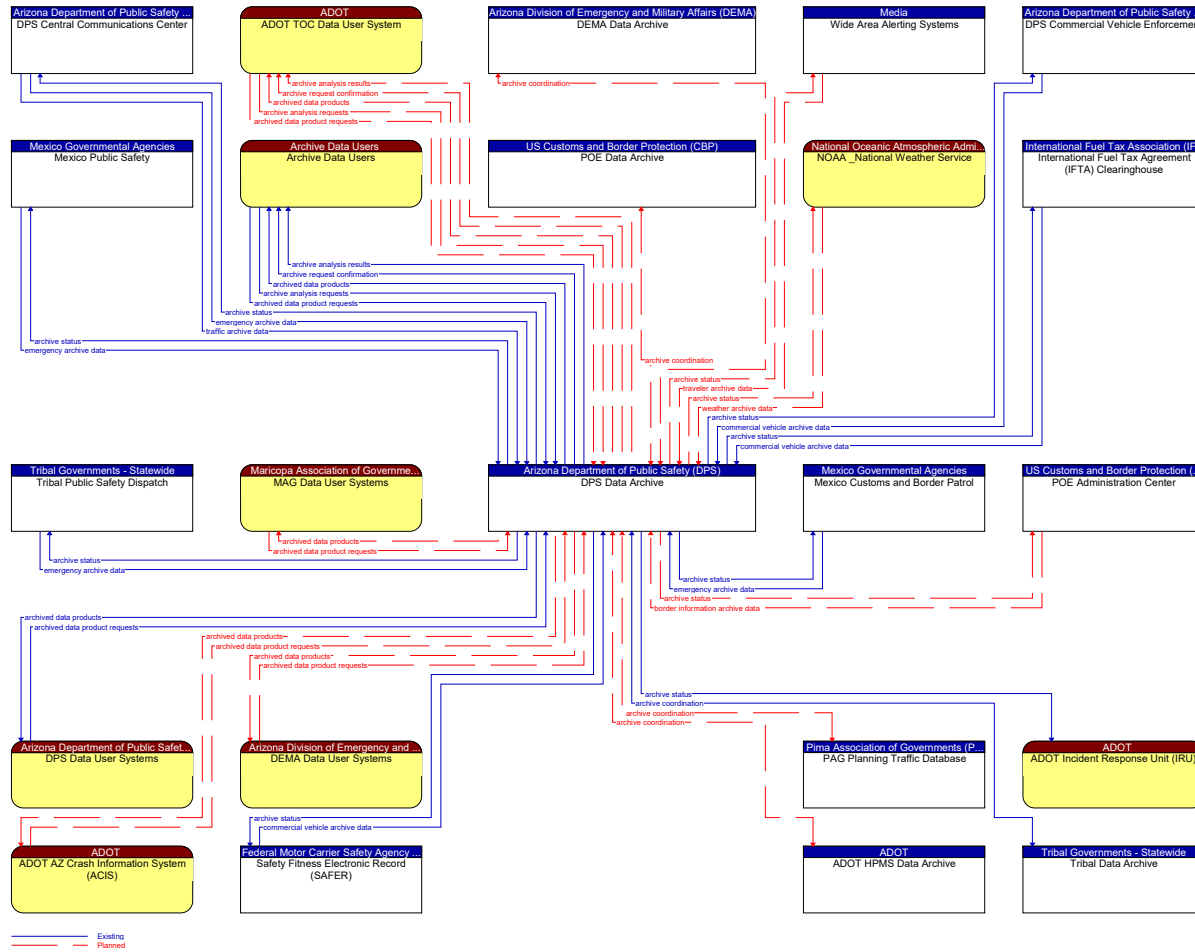 Arizona Department of Public Safety ...
DPS Central Communications Center
ADOT
ADOT TOC Data User System
Arizona Division of Emergency and Military Affairs (DEMA)
DEMA Data Archive
Media
Wide Area Alerting Systems
Arizona Department of Public Safety ...
DPS Commercial Vehicle Enforcement
archive analysis results
archive request confirmation
archived data products
archive analysis requests
archived data product requests
archive coordination
Mexico Governmental Agencies
Mexico Public Safety
Archive Data Users
Archive Data Users
US Customs and Border Protection (CBP)
POE Data Archive
National Oceanic Atmospheric Admi...
NOAA _National Weather Service
International Fuel Tax Association (IF
International Fuel Tax Agreement
(IFTA) Clearinghouse
archive analysis results
archive request confirmation
archived data products
archive analysis requests
archived data product requests
archive status
emergency archive data
traffic archive data
archive status
emergency archive data
archive coordination
archive status
traveler archive data
archive status
weather archive data
archive status
commercial vehicle archive data
archive status
commercial vehicle archive data
Tribal Governments - Statewide
Tribal Public Safety Dispatch
Maricopa Association of Governme...
MAG Data User Systems
Arizona Department of Public Safety (DPS)
DPS Data Archive
Mexico Governmental Agencies
Mexico Customs and Border Patrol
US Customs and Border Protection (...
POE Administration Center
archived data products
archived data product requests
archive status
emergency archive data
archive status
emergency archive data
archive status
border information archive data
archived data products
archived data product requests
archived data products
archived data product requests
archived data products
archived data product requests
archive status
archive coordination
archive coordination
archive coordination
Arizona Department of Public Safet...
DPS Data User Systems
Arizona Division of Emergency and ...
DEMA Data User Systems
Pima Association of Governments (P...
PAG Planning Traffic Database
ADOT
ADOT Incident Response Unit (IRU)
archive status
commercial vehicle archive data
ADOT
ADOT AZ Crash Information System
(ACIS)
Federal Motor Carrier Safety Agency ...
Safety Fitness Electronic Record
(SAFER)
ADOT
ADOT HPMS Data Archive
Tribal Governments - Statewide
Tribal Data Archive
Existing
Planned